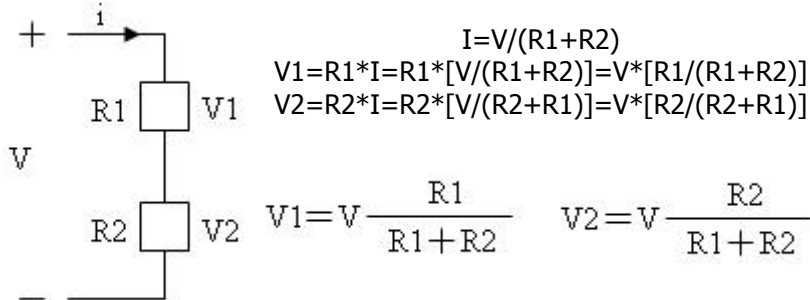 +
i
I=V/(R1+R2)
V1=R1*I=R1*[V/(R1+R2)]=V*[R1/(R1+R2)]
V2=R2*I=R2*[V/(R2+R1)]=V*[R2/(R2+R1)]
R1
V1
V
R2
V2
V1=V R1
R1+R2
V2=V R2
R1+R2
−